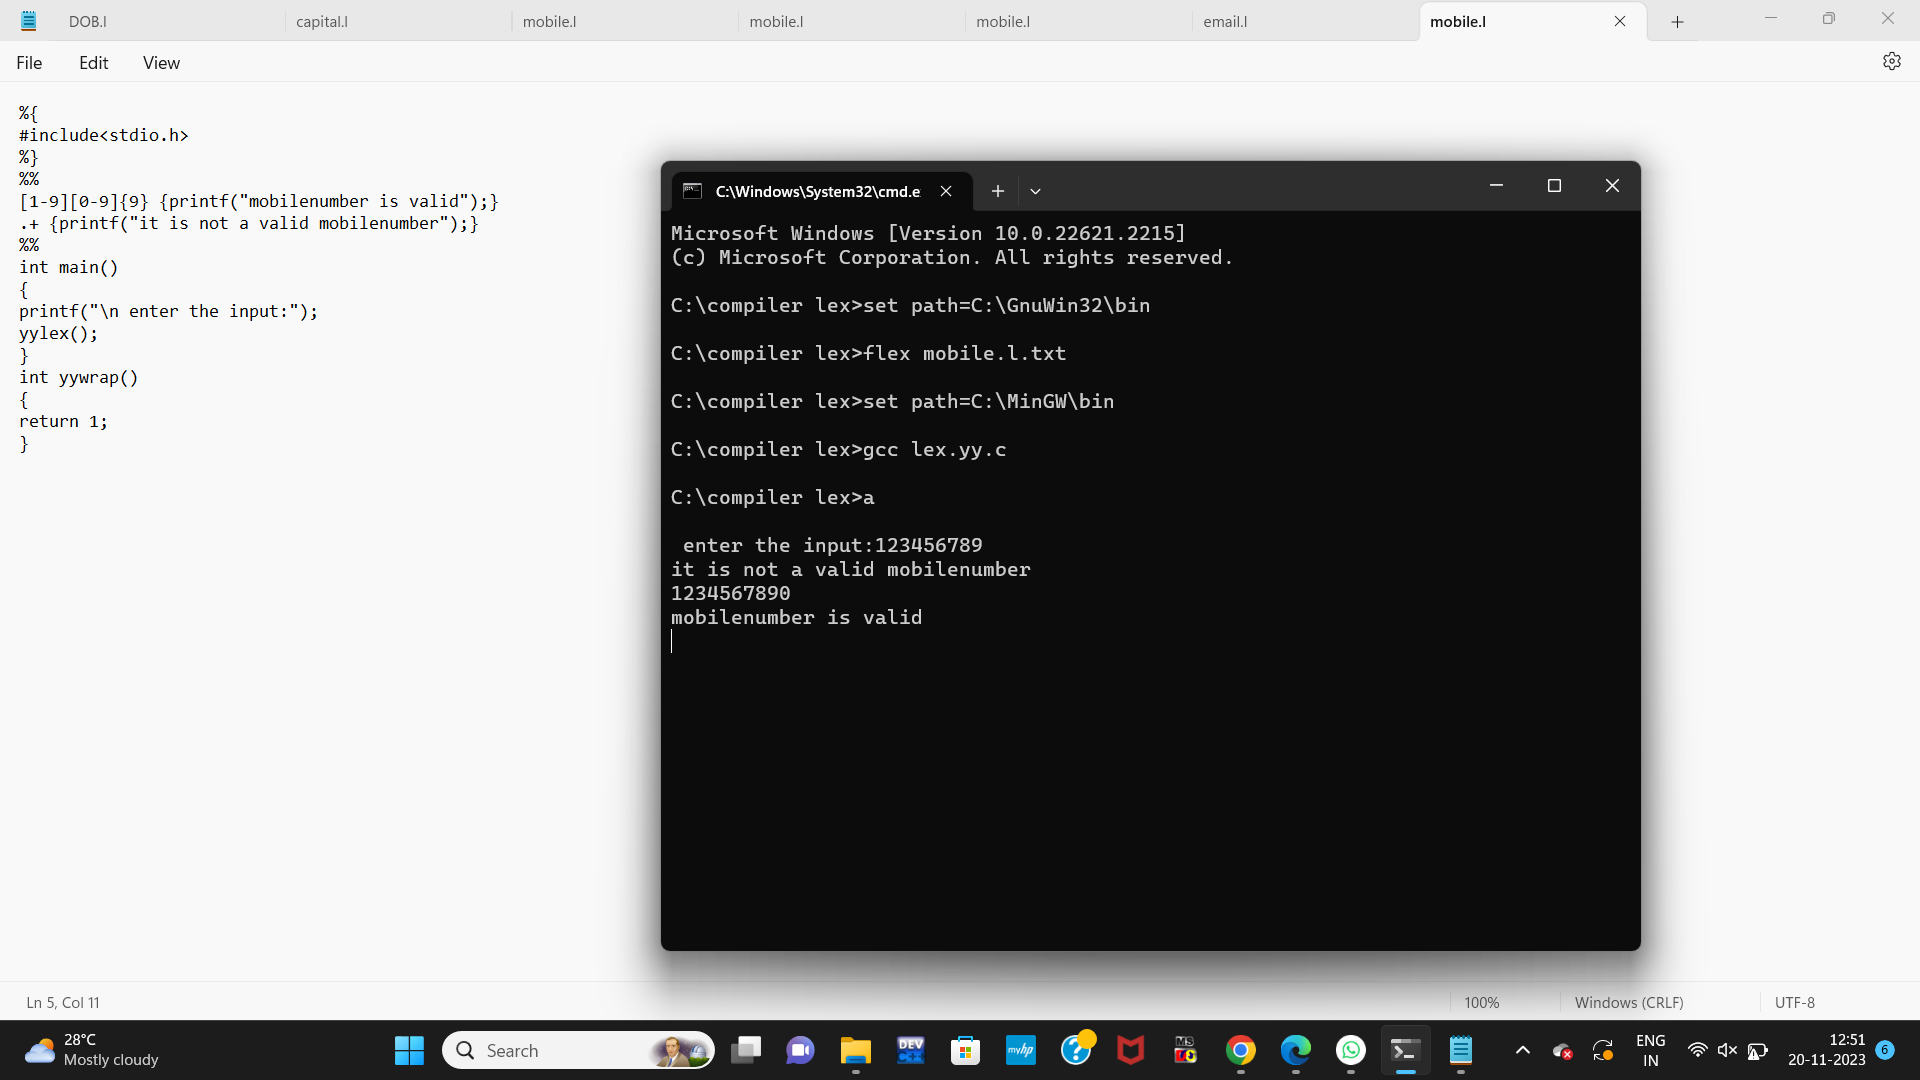 DOB.l capital.l mobile.l mobile.l mobile.l email.l mobile.l
File Edit View
%{
#include<stdio.h>
%}
%%
[1-9][0-9]{9} {printf("mobilenumber is valid");}
.+ {printf("it is not a valid mobilenumber");}
%%
int main()
{
printf("\n enter the input:");
yylex();
}
int yywrap()
{
return 1;
}
C:\Windows\System32\cmd.e
Microsoft Windows [Version 10.0.22621.2215]
(c) Microsoft Corporation. All rights reserved.
C:\compiler lex>set path=C:\GnuWin32\bin
C:\compiler lex>flex mobile.l.txt
C:\compiler lex>set path=C:\MinGW\bin
C:\compiler lex>gcc lex.yy.c
C:\compiler lex>a
enter the input:123456789
it is not a valid mobilenumber
1234567890
mobilenumber is valid
Ln 5, Col 11 100% Windows (CRLF) UTF-8
28°C
Mostly cloudy
Search
DEV
myhp
MS
ENG
IN
12:51
20-11-2023
6